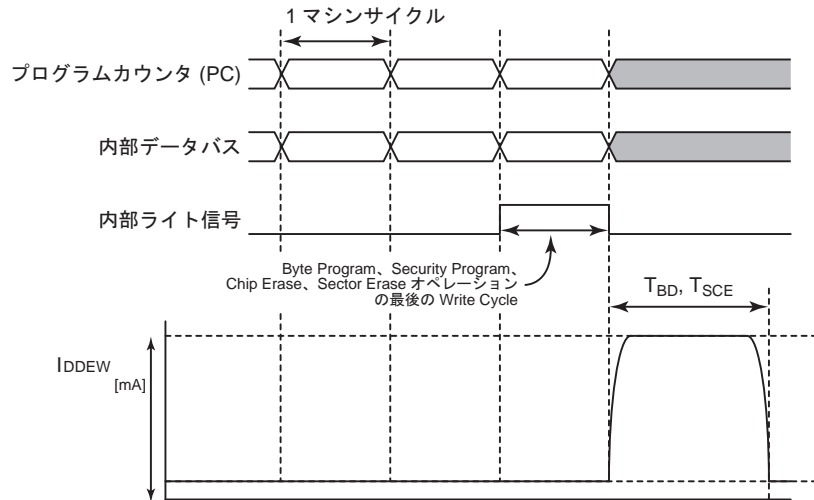 1 マシンサイクル
プログラムカウンタ (PC)
内部データバス
内部ライト信号
Byte Program、Security Program、
Chip Erase、Sector Erase オペレーション
の最後の Write Cycle
TBD, TSCE
IDDEW
[mA]